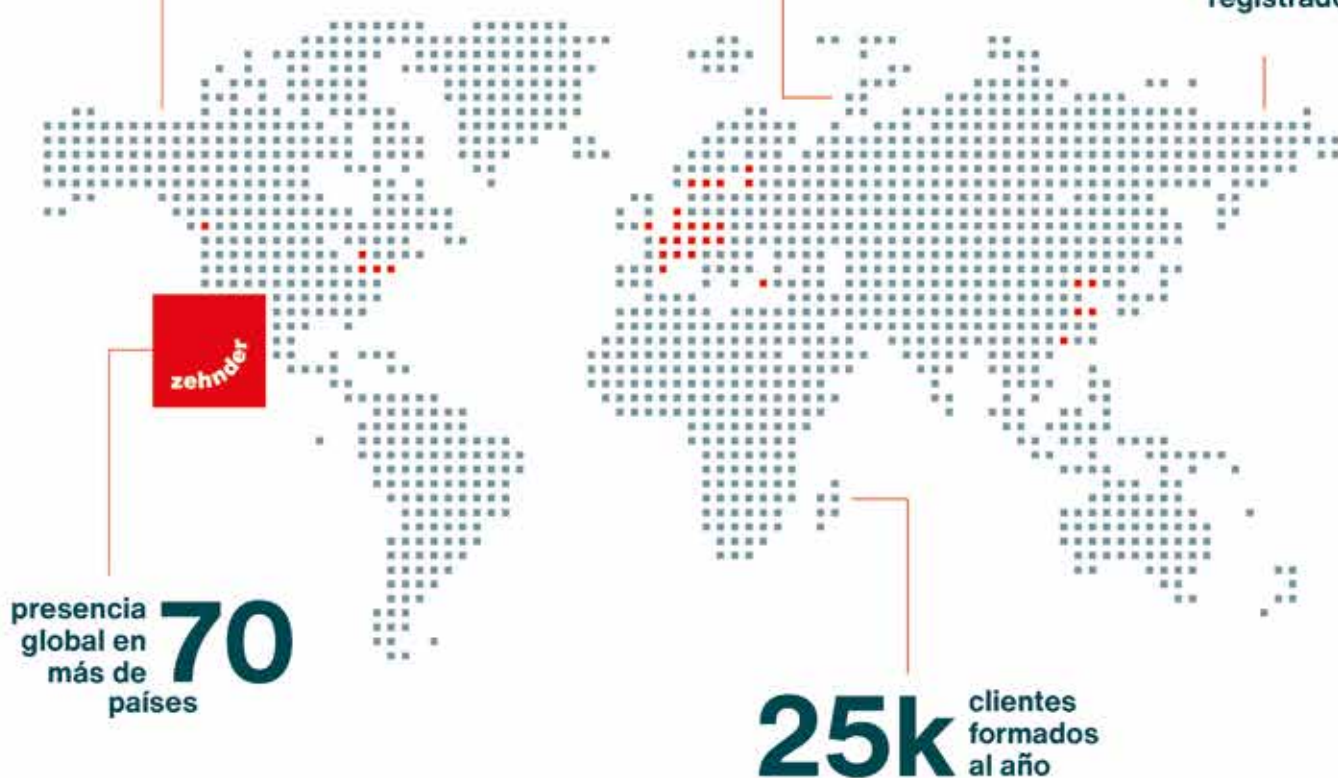 registrado
zehnder
presencia
global en
más de
países
70
25k
clientes
formados
al año